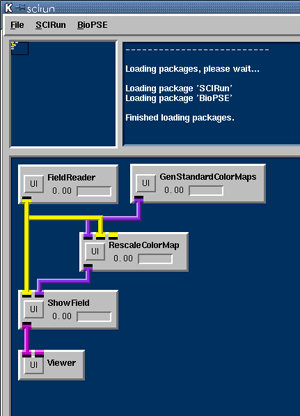 scirun
File SCIRun BioPSE
---------------------------
Loading packages, please wait...
Loading package 'SCIRun'
Loading package 'BioPSE'
Finished loading packages.
FieldReader
UI 0.00
GenStandardColorMaps
UI 0.00
RescaleColorMap
UI 0.00
ShowField
UI 0.00
Viewer
UI